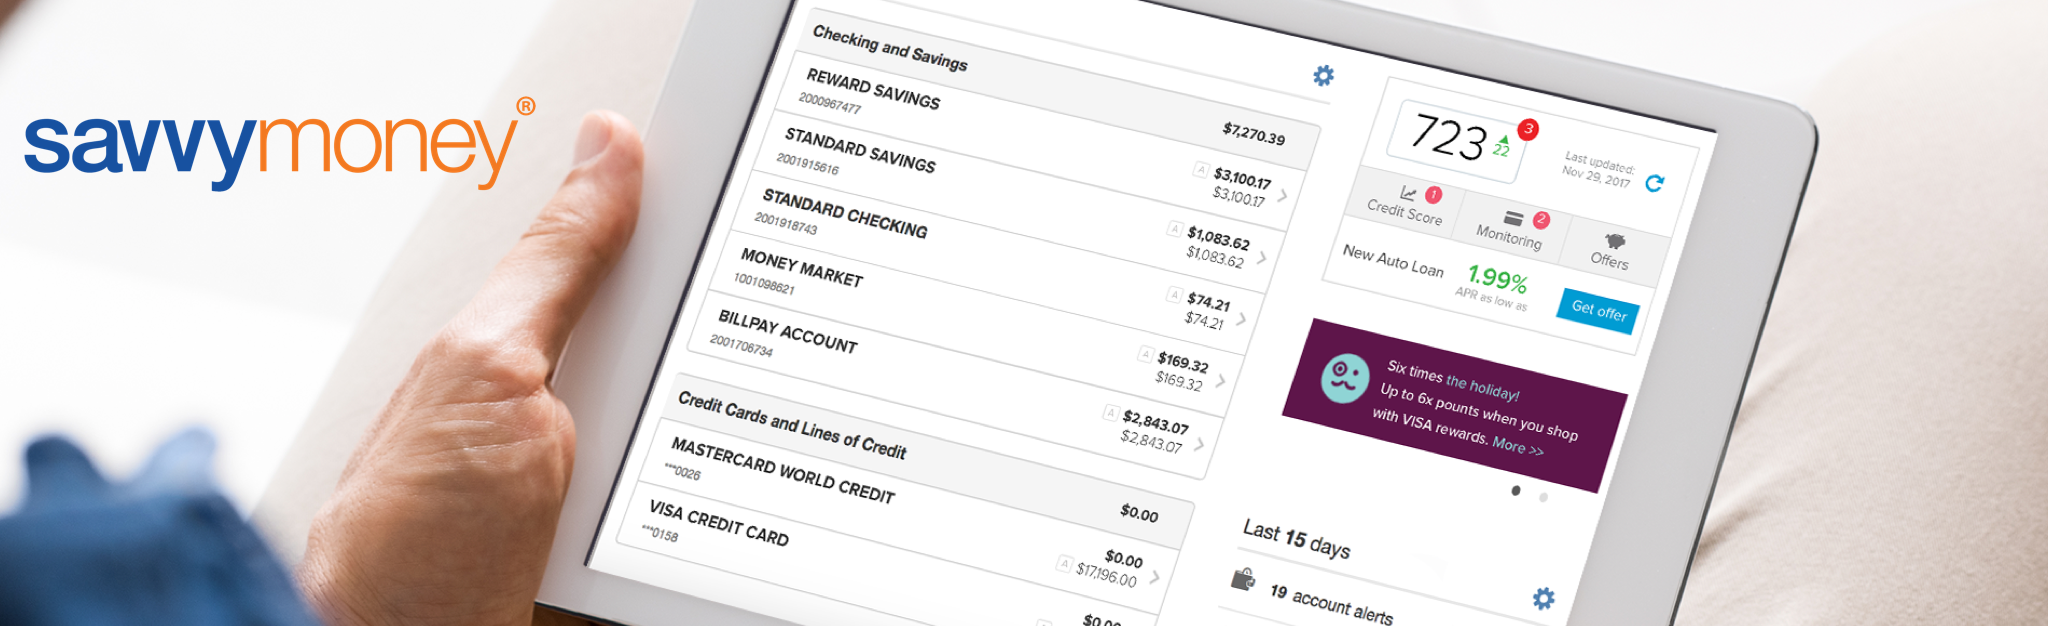 savvymoney®
Checking and Savings
$7,270.39
REWARD SAVINGS
2000967477
A $3,100.17
$3,100.17
STANDARD SAVINGS
2001915616
A $1,083.62
$1,083.62
STANDARD CHECKING
2001918743
A $74.21
$74.21
MONEY MARKET
1001098621
A $169.32
$169.32
BILLPAY ACCOUNT
2001706734
A $2,843.07
$2,843.07
Credit Cards and Lines of Credit
$0.00
MASTERCARD WORLD CREDIT
***0026
$0.00
A $17,196.00
VISA CREDIT CARD
***0158
$0.00
723 22 3
Last updated:
Nov 29, 2017
1
Credit Score
2
Monitoring
Offers
New Auto Loan
1.99%
APR as low as
Get offer
Six times the holiday!
Up to 6x pounts when you shop
with VISA rewards. More >>
Last 15 days
19 account alerts